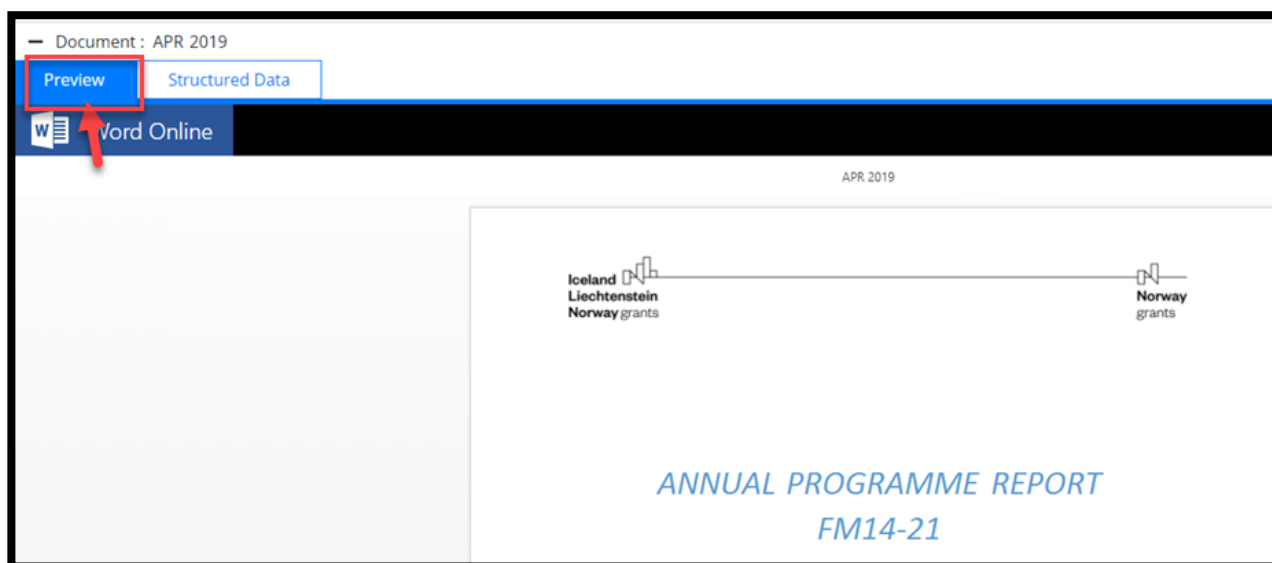 Document : APR 2019
Preview
Structured Data
Word Online
APR 2019
Iceland
Liechtenstein
Norway grants
Norway
grants
ANNUAL PROGRAMME REPORT
FM14-21